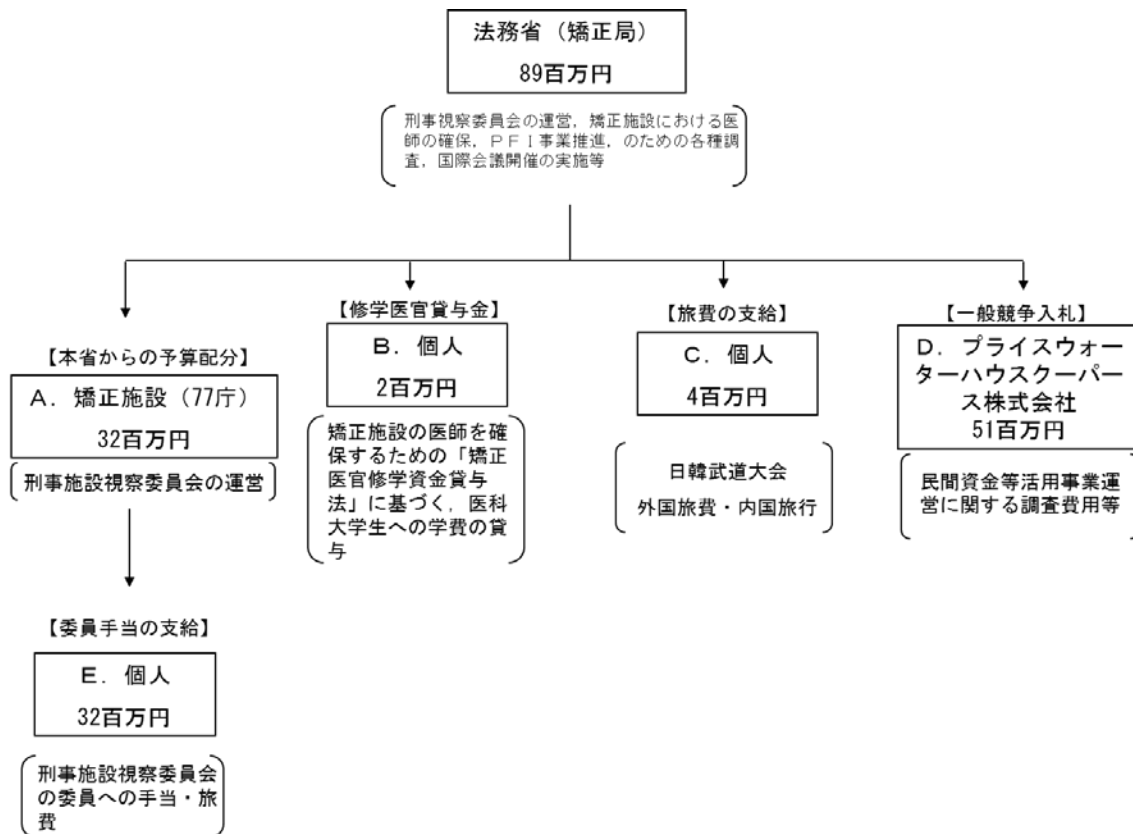 法務省（矯正局）
89百万円
刑事視察委員会の運営，矯正施設における医
師の確保，ＰＦＩ事業推進，のための各種調
査，国際会議開催の実施等
【本省からの予算配分】
Ａ．矯正施設（77庁）
32百万円
刑事施設視察委員会の運営
【修学医官貸与金】
Ｂ．個人
2百万円
矯正施設の医師を確
保するための「矯正
医官修学資金貸与
法」に基づく，医科
大学生への学費の貸
与
【旅費の支給】
Ｃ．個人
4百万円
日韓武道大会
外国旅費・内国旅行
【一般競争入札】
Ｄ．プライスウォー
ターハウスクーパー
ス株式会社
51百万円
民間資金等活用事業運
営に関する調査費用等
【委員手当の支給】
Ｅ．個人
32百万円
刑事施設視察委員会
の委員への手当・旅
費